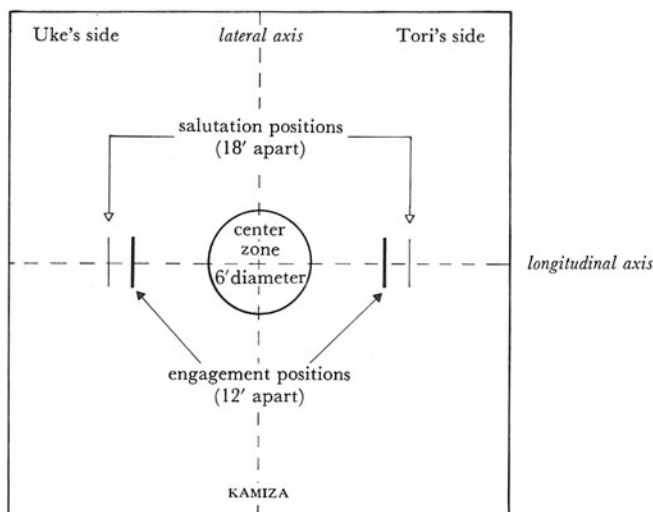 Uke's side
lateral axis
Tori's side
salutation positions
(18′ apart)
center
zone
6′ diameter
longitudinal axis
engagement positions
(12′ apart)
KAMIZA